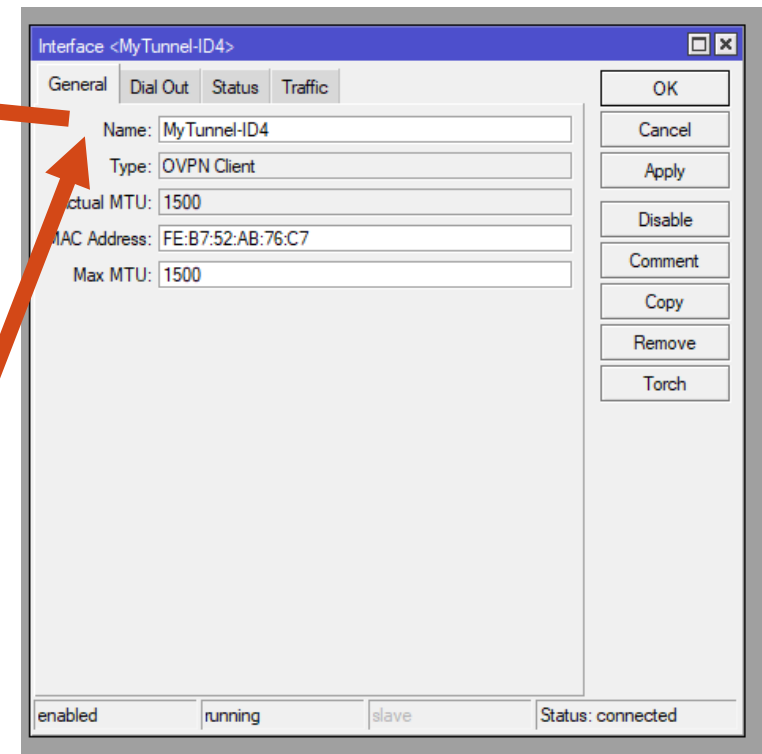 Interface <MyTunnel-ID4>
General Dial Out Status Traffic
OK
Name: MyTunnel-ID4
Cancel
Type: OVPN Client
Apply
ctual MTU: 1500
Disable
MAC Address: FE:B7:52:AB:76:C7
Comment
Max MTU: 1500
Copy
Remove
Torch
enabled running slave Status: connected